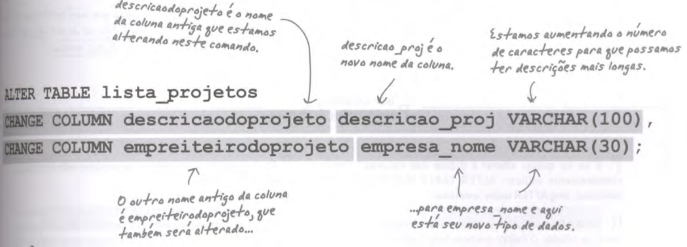 descricaodoprojeto é o nome
da coluna antiga que estamos
alterando neste comando.
descricao_proj é o
novo nome da coluna.
Estamos aumentando o número
de caracteres para que possamos
ter descrições mais longas.
ALTER TABLE lista_projetos
CHANGE COLUMN descricaodoprojeto descricao_proj VARCHAR(100),
CHANGE COLUMN empreiteirodoprojeto empresa_nome VARCHAR(30);
O outro nome antigo da coluna
é empreiteirodoprojeto, que
também será alterado...
...para empresa_nome e aqui
está seu novo tipo de dados.